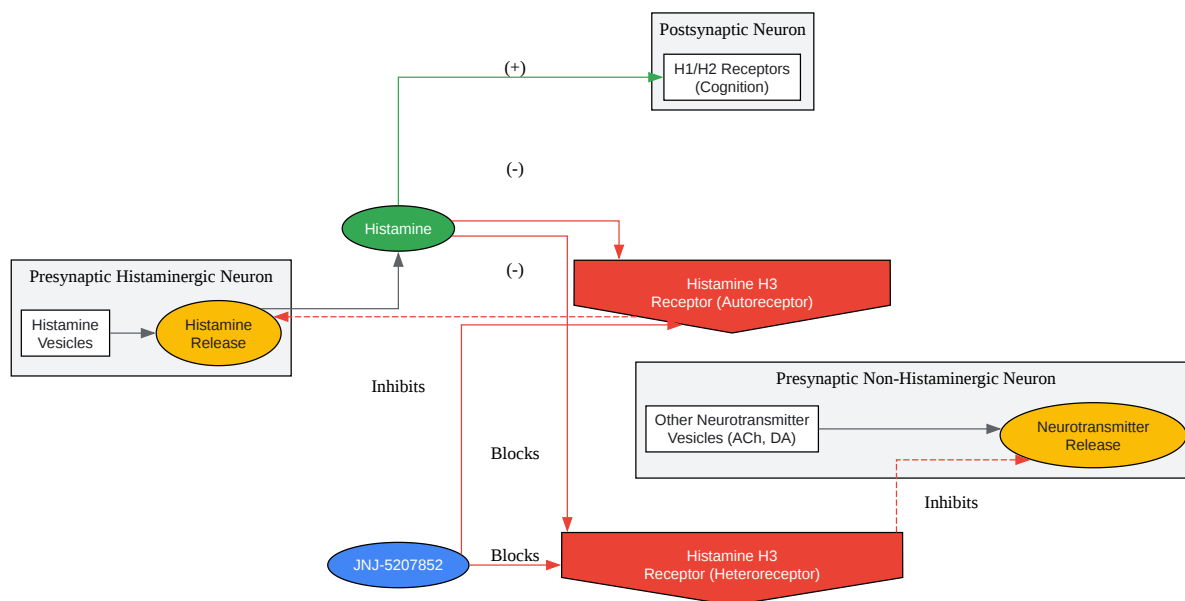 Postsynaptic Neuron
H1/H2 Receptors
(Cognition)
(+)
(-)
Histamine
(-)
Presynaptic Histaminergic Neuron
Histamine
Vesicles
Histamine
Release
Histamine H3
Receptor (Autoreceptor)
Inhibits
Presynaptic Non-Histaminergic Neuron
Other Neurotransmitter
Vesicles (ACh, DA)
Neurotransmitter
Release
Blocks
Inhibits
JNJ-5207852
Blocks
Histamine H3
Receptor (Heteroreceptor)